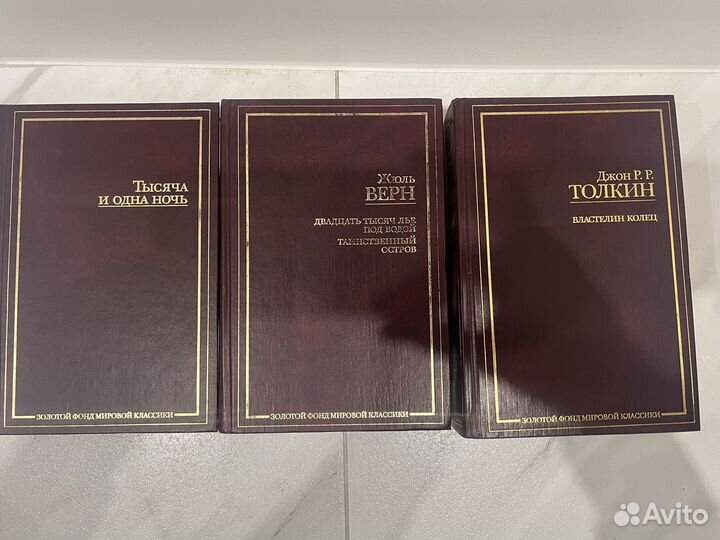 Тысяча
и одна ночь
Золотой фонд мировой классики
Жюль
Верн
Двадцать тысяч лье
под водой
Таинственный
остров
Золотой фонд мировой классики
Джон Р. Р.
Толкин
Властелин колец
Золотой фонд мировой классики
Avito